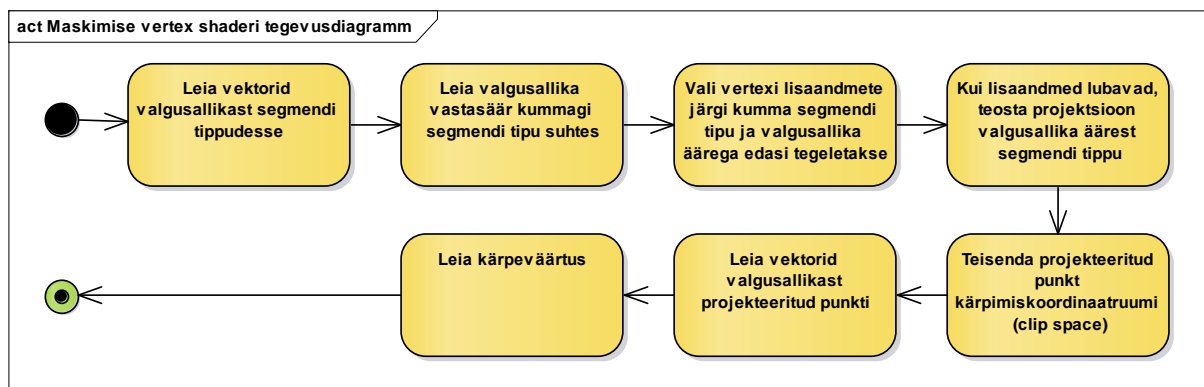 act Maskimise vertex shaderi tegevusdiagramm
Leia vektorid
valgusallikast segmendi
tippudesse
Leia valgusallika
vastasäär kummagi
segmendi tipu suhtes
Vali vertexi lisaandmete
järgi kumma segmendi
tipu ja valgusallika
äärega edasi tegeletakse
Kui lisaandmed lubavad,
teosta projektsioon
valgusallika äärest
segmendi tippu
Teisenda projekteeritud
punkt
kärpimiskoordinaatruumi
(clip space)
Leia vektorid
valgusallikast
projekteeritud punkti
Leia kärpeväärtus